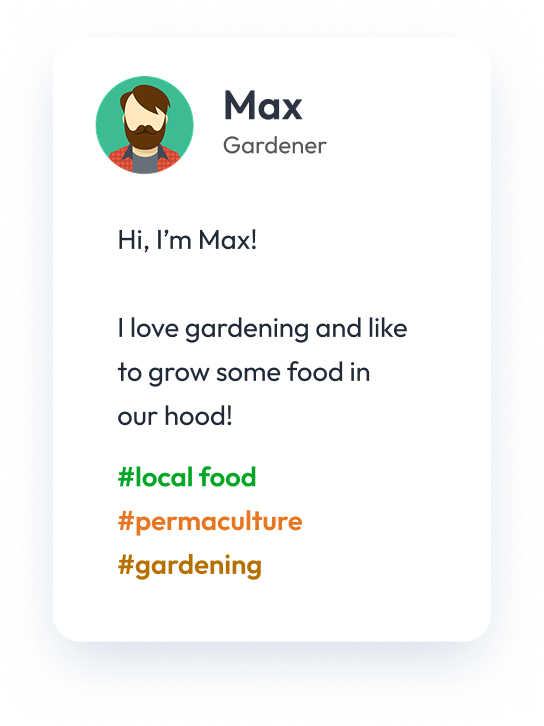 Max
Gardener
Hi, I’m Max!
I love gardening and like
to grow some food in
our hood!
#local food
#permaculture
#gardening